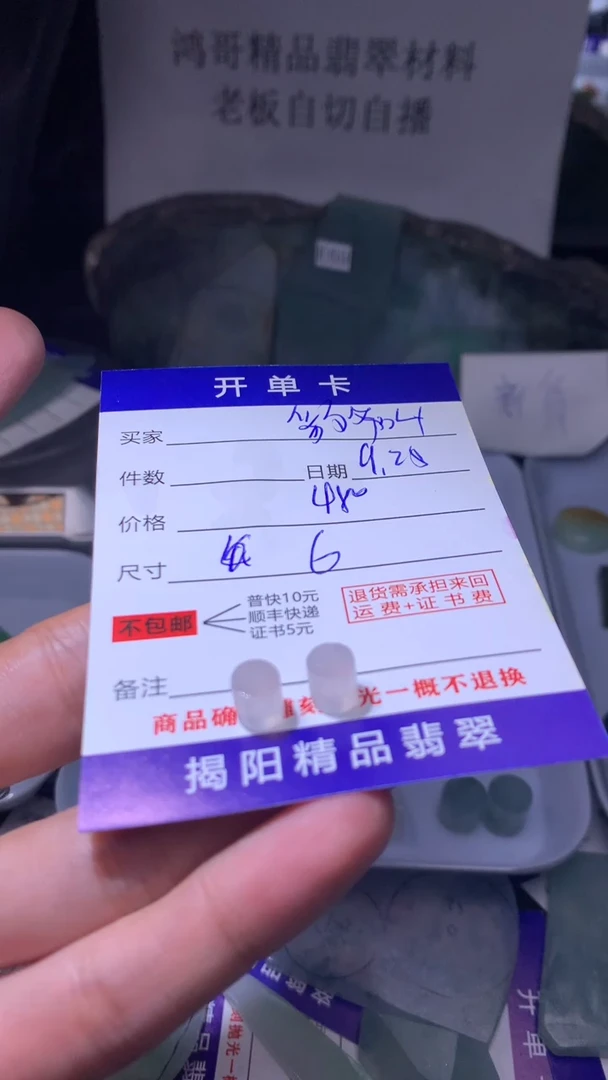 鸿哥精品翡翠材料
老板自切自播
开单卡
买家
件数 日期 9.28
价格 480
尺寸 6
不包邮
普快10元
顺丰快递
证书5元
退货需承担来回
运费+证书费
备注
商品确 雕刻 光一概不退换
揭阳精品翡翠
开单